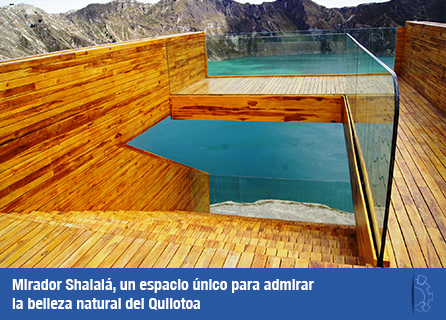 Mirador Shalalá, un espacio único para admirar
la belleza natural del Quilotoa